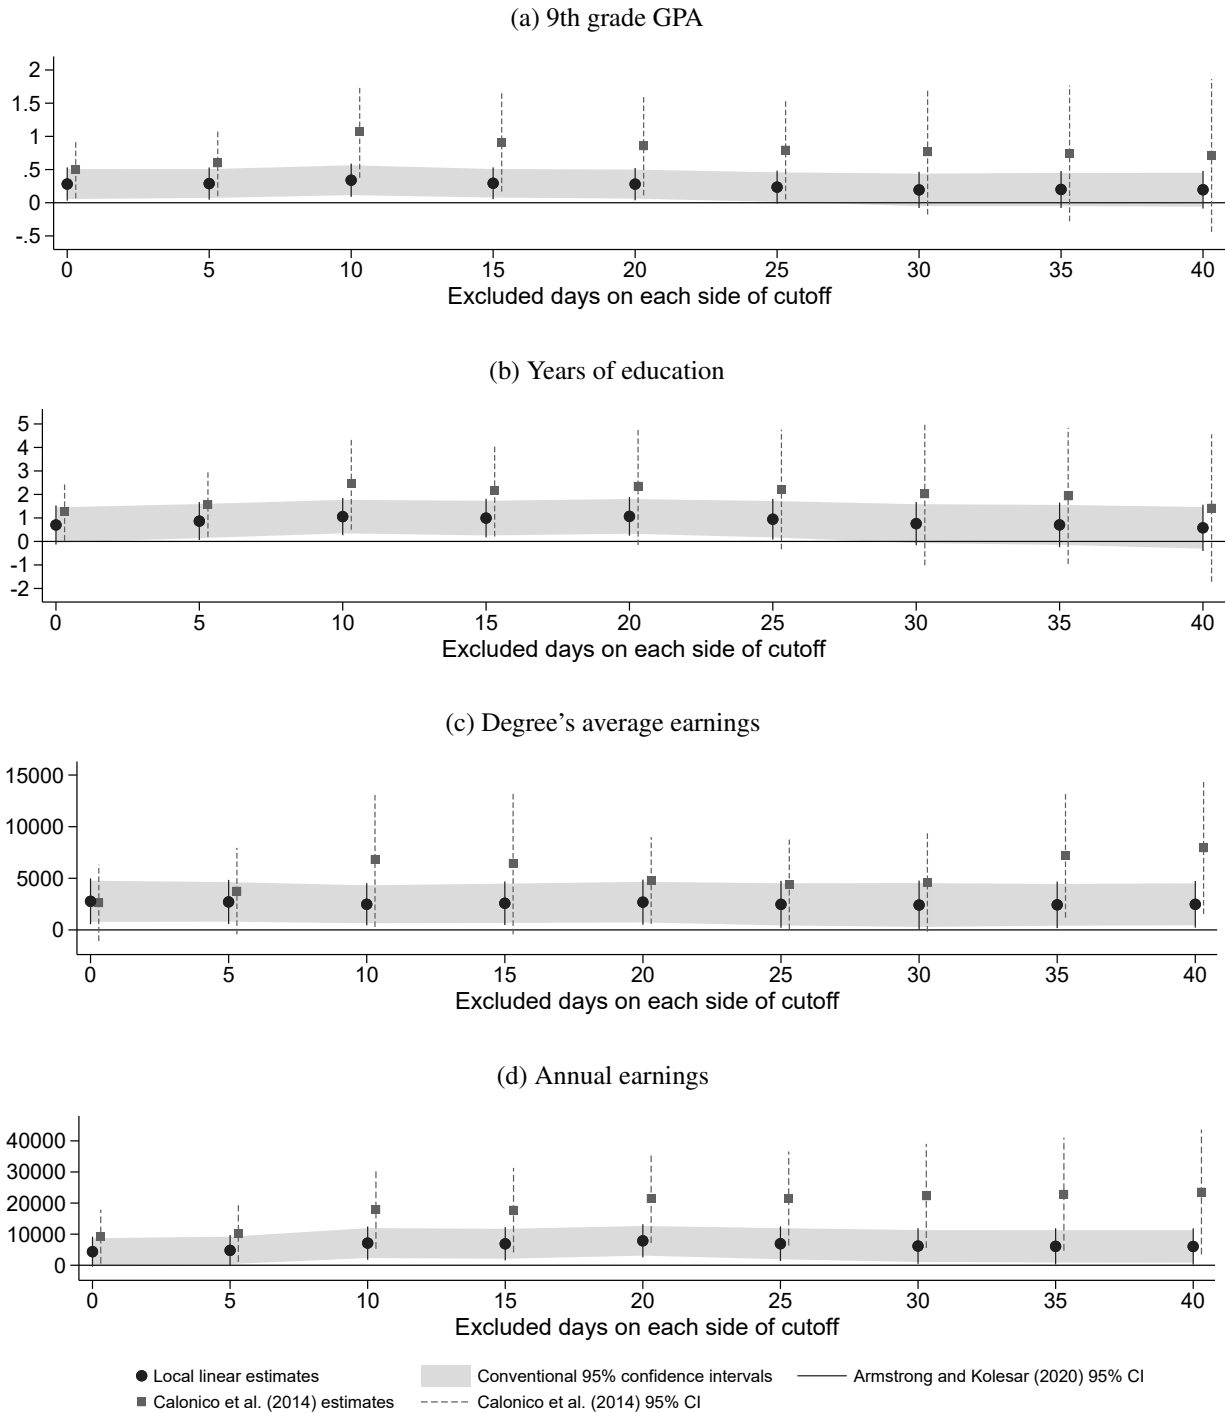 (a) 9th grade GPA
2
1.5
1
.5
0
-.5
0 5 10 15 20 25 30 35 40
Excluded days on each side of cutoff
(b) Years of education
5
4
3
2
1
0
-1
-2
0 5 10 15 20 25 30 35 40
Excluded days on each side of cutoff
(c) Degree's average earnings
15000
10000
5000
0
0 5 10 15 20 25 30 35 40
Excluded days on each side of cutoff
(d) Annual earnings
40000
30000
20000
10000
0
0 5 10 15 20 25 30 35 40
Excluded days on each side of cutoff
Local linear estimates Conventional 95% confidence intervals Armstrong and Kolesar (2020) 95% CI
Calonico et al. (2014) estimates Calonico et al. (2014) 95% CI